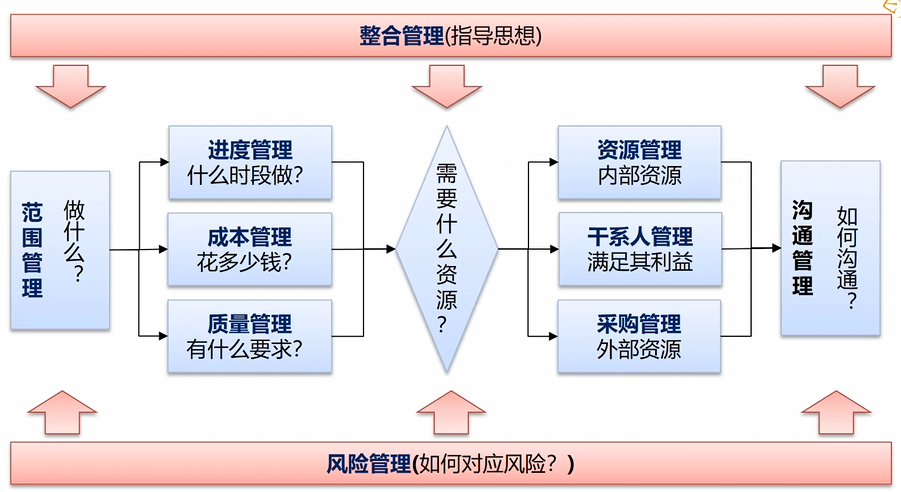 整合管理(指导思想)
范围管理
做什么？
进度管理
什么时段做？
成本管理
花多少钱？
质量管理
有什么要求？
需要什么资源？
资源管理
内部资源
干系人管理
满足其利益
采购管理
外部资源
沟通管理
如何沟通？
风险管理(如何对应风险？)